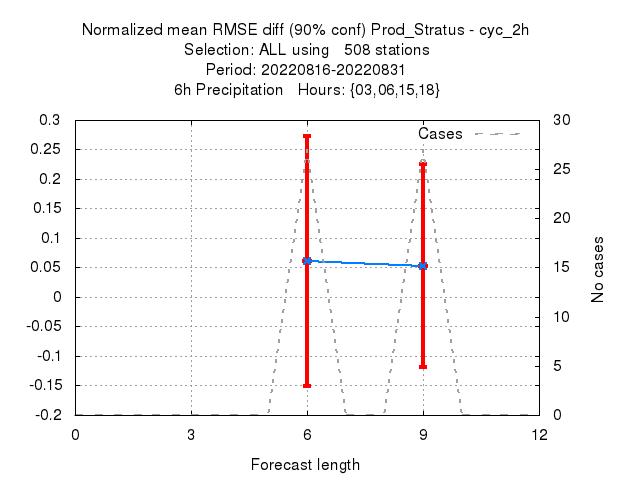 Normalized mean RMSE diff (90% conf) Prod_Stratus - cyc_2h
Selection: ALL using   508 stations
Period: 20220816-20220831
6h Precipitation   Hours: {03,06,15,18}
Cases
0.3
0.25
0.2
0.15
0.1
0.05
0
-0.05
-0.1
-0.15
-0.2
30
25
20
15
10
5
0
No cases
0 3 6 9 12
Forecast length